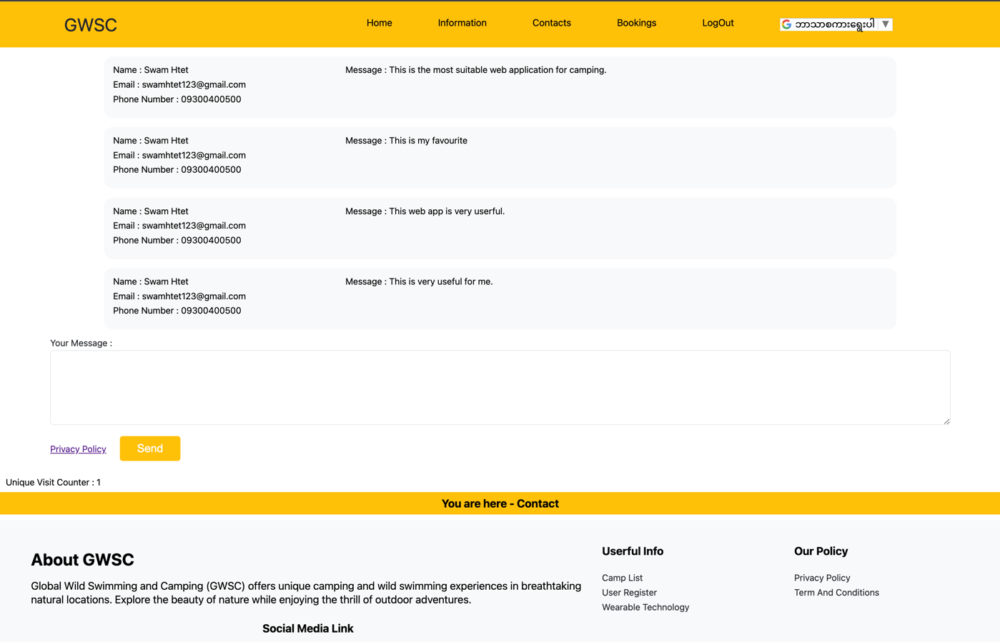 GWSC Home Information Contacts Bookings LogOut ဘာသာစကားရွေးပါ ▼
Name : Swam Htet Message : This is the most suitable web application for camping.
Email : swamhtet123@gmail.com
Phone Number : 09300400500
Name : Swam Htet Message : This is my favourite
Email : swamhtet123@gmail.com
Phone Number : 09300400500
Name : Swam Htet Message : This web app is very userful.
Email : swamhtet123@gmail.com
Phone Number : 09300400500
Name : Swam Htet Message : This is very useful for me.
Email : swamhtet123@gmail.com
Phone Number : 09300400500
Your Message :
Privacy Policy Send
Unique Visit Counter : 1
You are here - Contact
About GWSC
Global Wild Swimming and Camping (GWSC) offers unique camping and wild swimming experiences in breathtaking
natural locations. Explore the beauty of nature while enjoying the thrill of outdoor adventures.
Social Media Link
Userful Info
Camp List
User Register
Wearable Technology
Our Policy
Privacy Policy
Term And Conditions